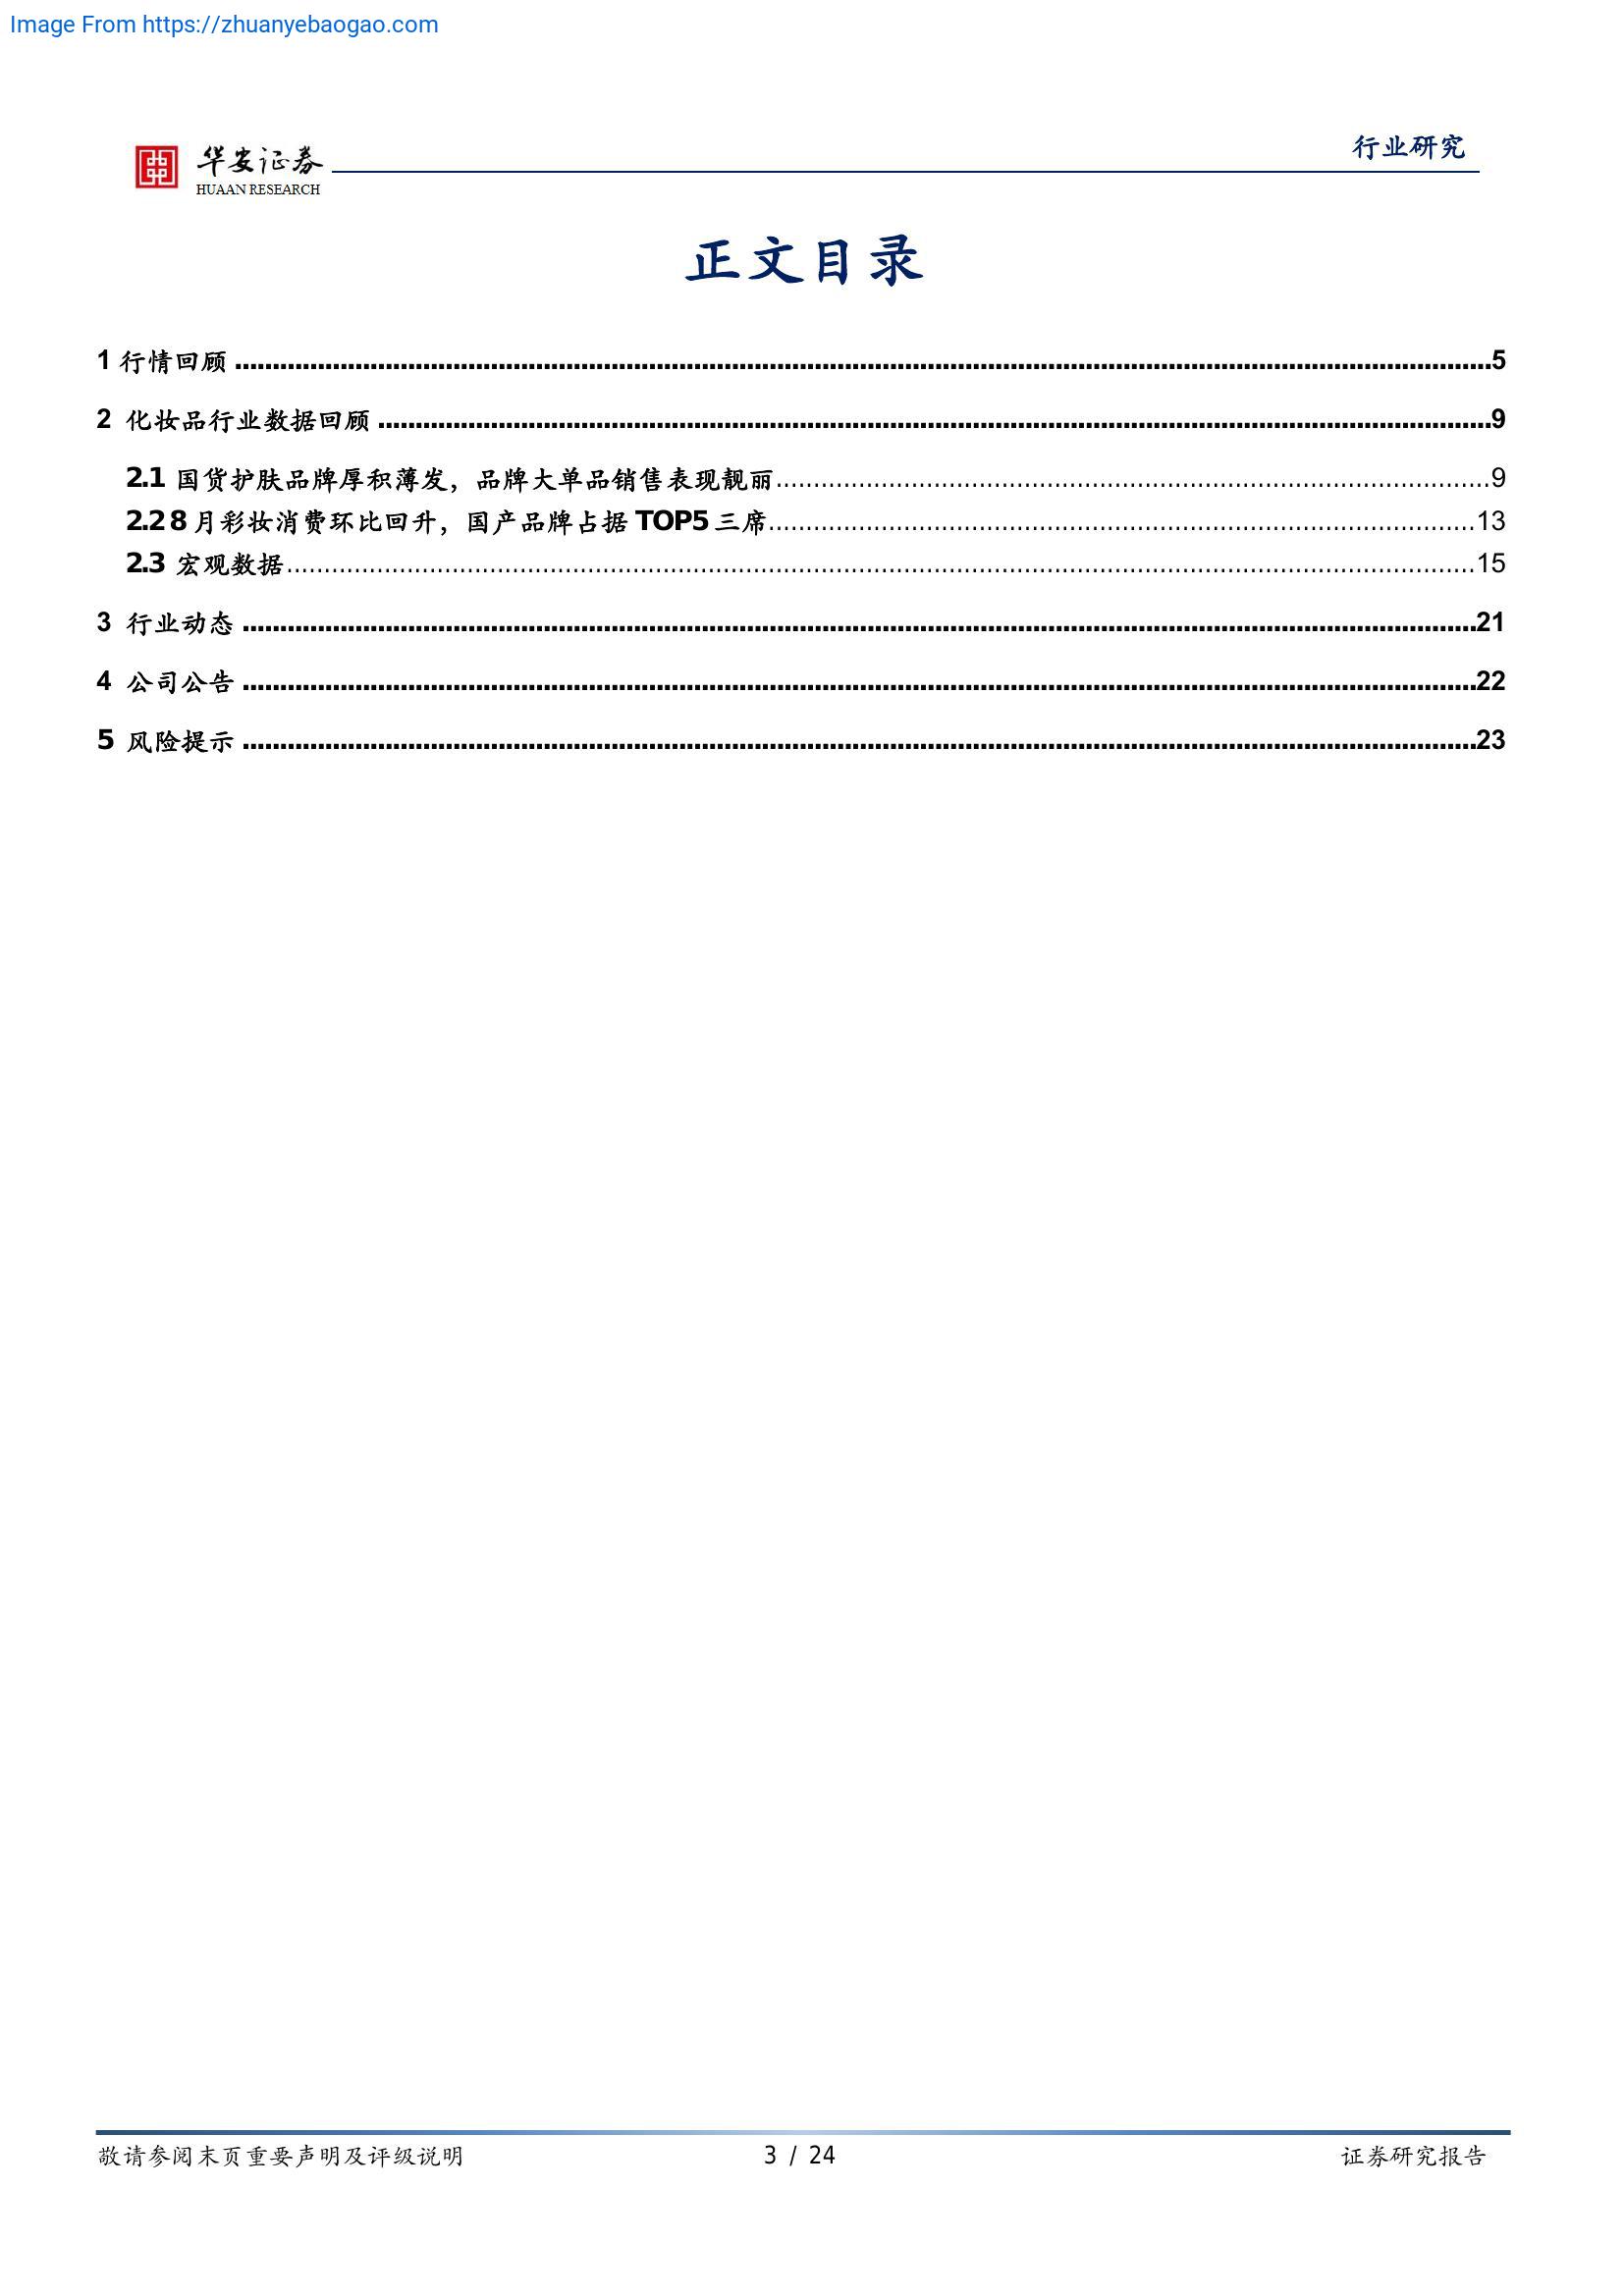 Image From https://zhuanyebaogao.com
行业研究
华安证券
HUAAN RESEARCH
正文目录
1 行情回顾 ........................................................................ 5
2 化妆品行业数据回顾 ........................................................................ 9
2.1 国货护肤品牌厚积薄发，品牌大单品销售表现靓丽 ........................................................................ 9
2.2 8 月彩妆消费环比回升，国产品牌占据 TOP5 三席 ........................................................................ 13
2.3 宏观数据 ........................................................................ 15
3 行业动态 ........................................................................ 21
4 公司公告 ........................................................................ 22
5 风险提示 ........................................................................ 23
敬请参阅末页重要声明及评级说明 3 / 24 证券研究报告